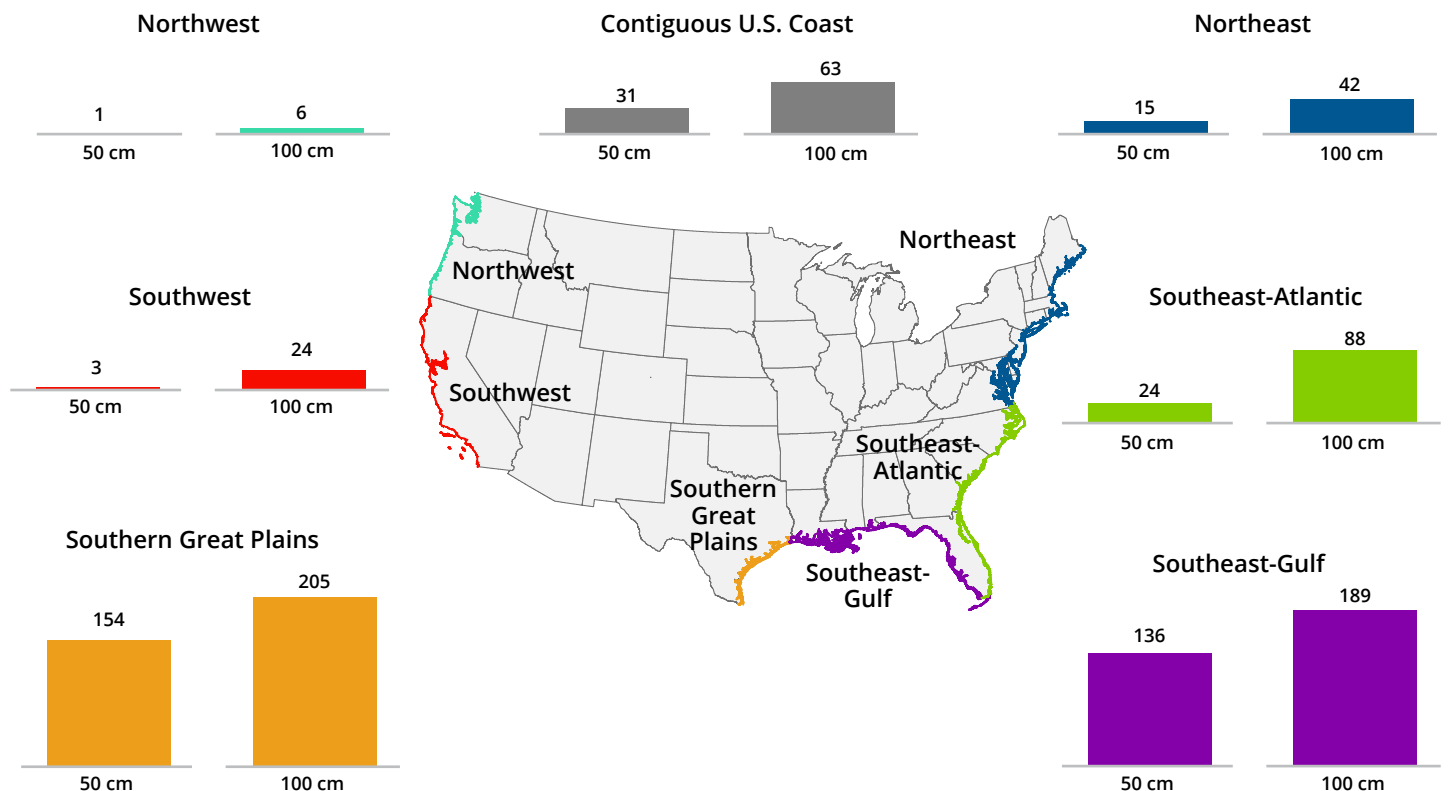 Northwest
1
6
50 cm
100 cm
Contiguous U.S. Coast
31
63
50 cm
100 cm
Northeast
15
42
50 cm
100 cm
Southwest
3
24
50 cm
100 cm
Northeast
Northwest
Southwest
Southeast-
Atlantic
Southern
Great
Plains
Southeast-
Gulf
Southeast-Atlantic
24
88
50 cm
100 cm
Southern Great Plains
154
205
50 cm
100 cm
Southeast-Gulf
136
189
50 cm
100 cm